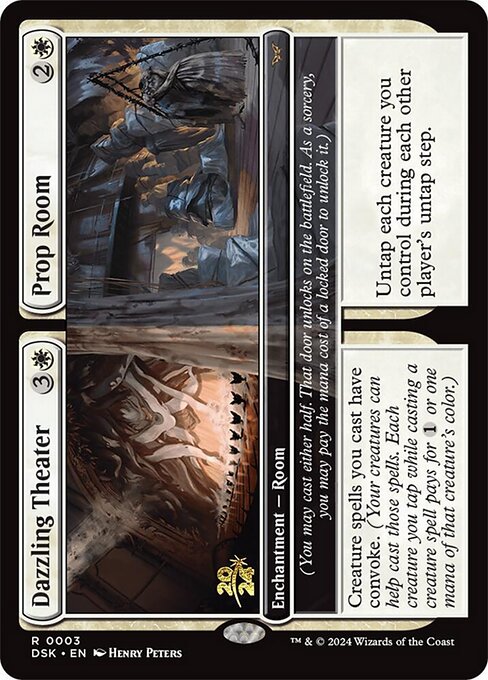 Dazzling Theater 3
Creature spells you cast have
convoke. (Your creatures can
help cast those spells. Each
creature you tap while casting a
creature spell pays for 1 or one
mana of that creature's color.)
Prop Room 2
Untap each creature you
control during each other
player's untap step.
Enchantment — Room
(You may cast either half. That door unlocks on the battlefield. As a sorcery,
you may pay the mana cost of a locked door to unlock it.)
2024
R 0003
DSK • EN HENRY PETERS
™ & © 2024 Wizards of the Coast